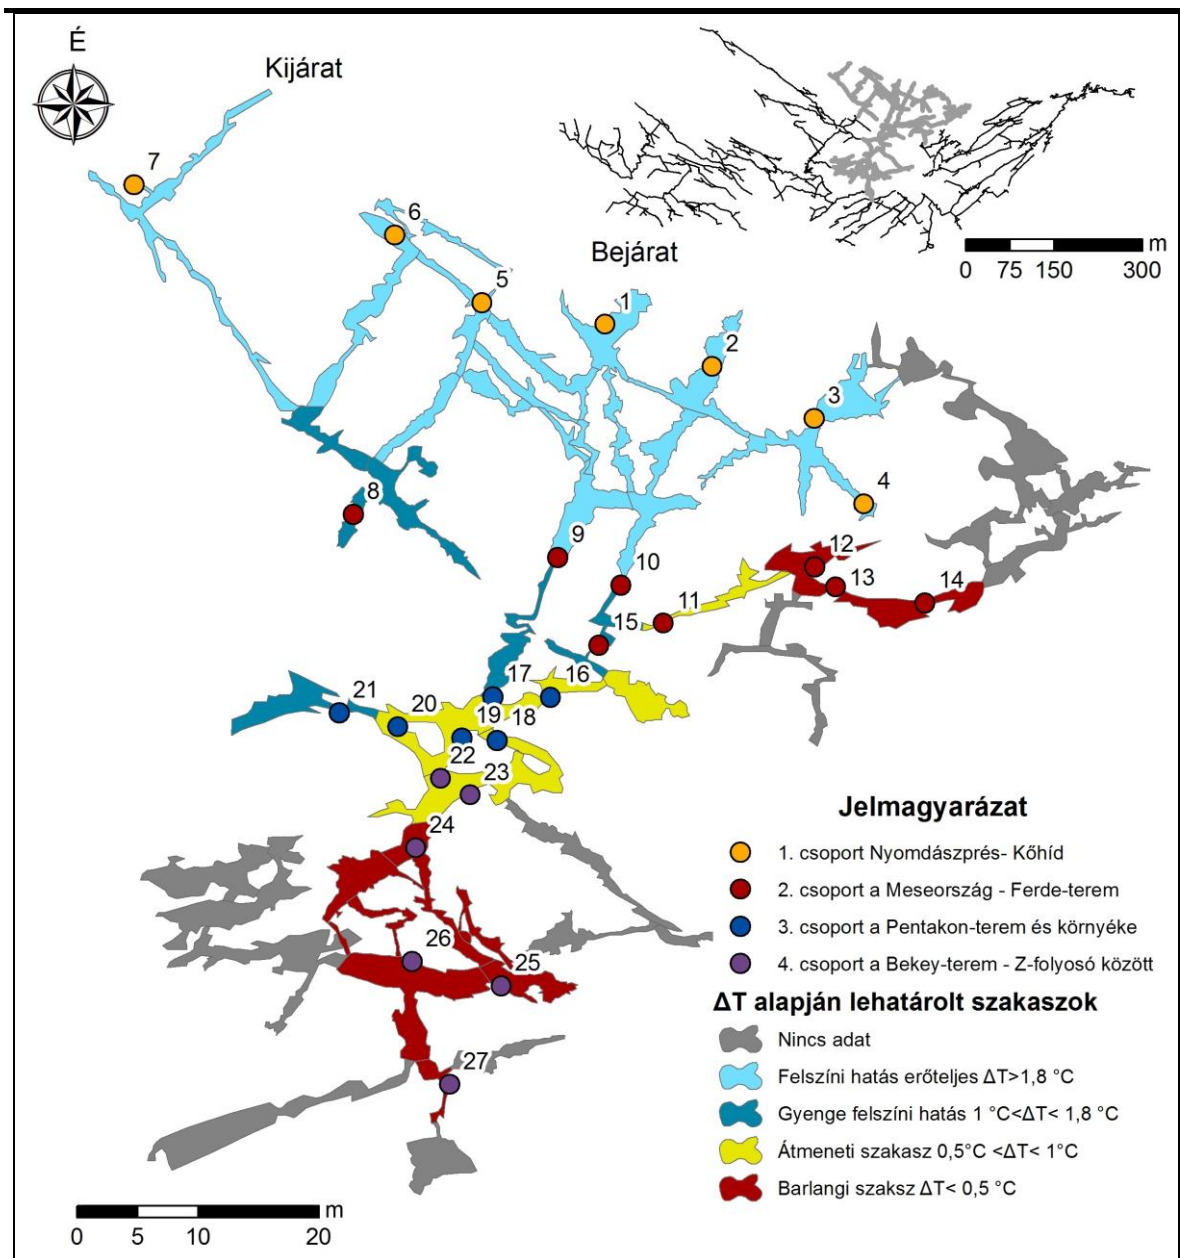 É
Kijárat
7
6
m
0 75 150 300
Bejárat
5
1
2
3
4
8
9
10
12
13
14
11
15
17
16
21
20
19
18
22
23
24
26
25
27
Jelmagyarázat
1. csoport Nyomdászprés- Kőhíd
2. csoport a Meseország - Ferde-terem
3. csoport a Pentakon-terem és környéke
4. csoport a Bekey-terem - Z-folyosó között
ΔT alapján lehatárolt szakaszok
Nincs adat
Felszíni hatás erőteljes ΔT>1,8 °C
Gyenge felszíni hatás 1 °C<ΔT< 1,8 °C
Átmeneti szakasz 0,5°C <ΔT< 1°C
Barlangi szaksz ΔT< 0,5 °C
m
0 5 10 20